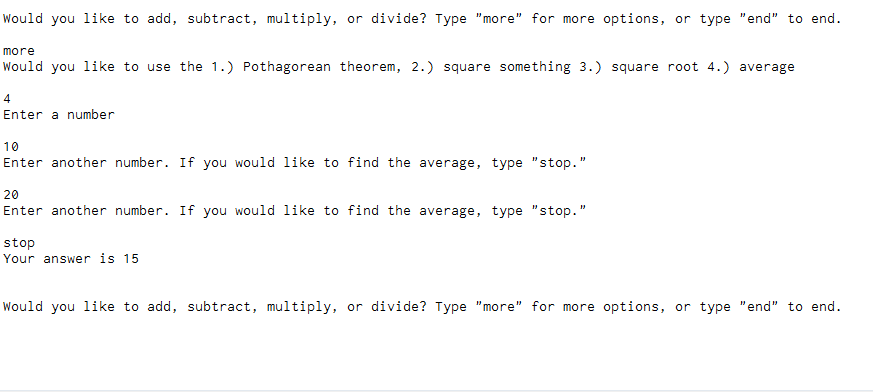 Would you like to add, subtract, multiply, or divide? Type "more" for more options, or type "end" to end.
more
Would you like to use the 1.) Pothagorean theorem, 2.) square something 3.) square root 4.) average
4
Enter a number
10
Enter another number. If you would like to find the average, type "stop."
20
Enter another number. If you would like to find the average, type "stop."
stop
Your answer is 15
Would you like to add, subtract, multiply, or divide? Type "more" for more options, or type "end" to end.